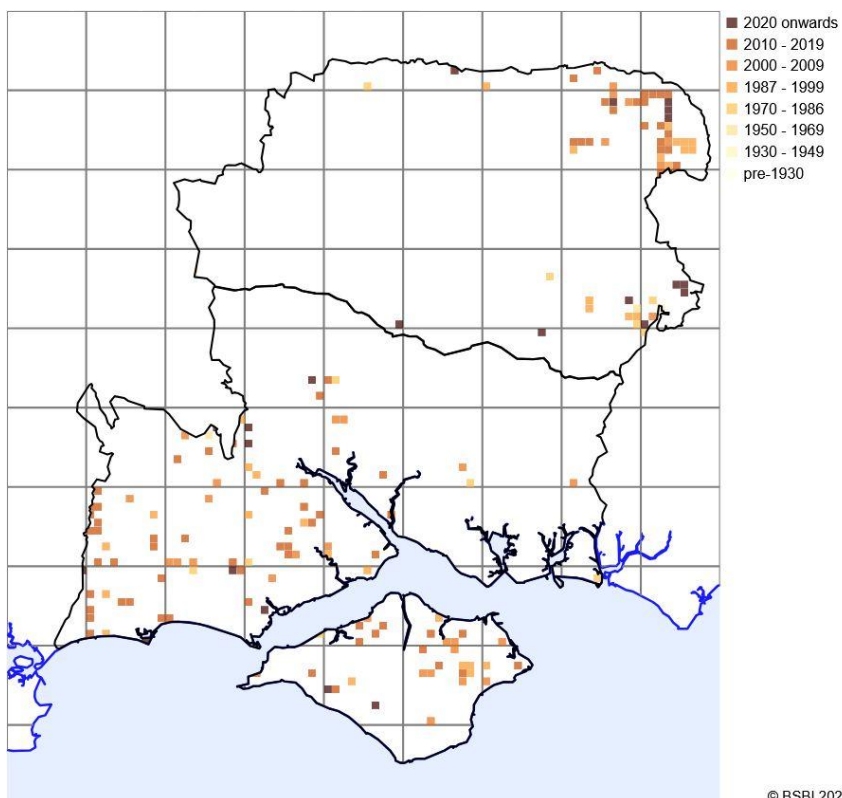 2020 onwards
2010 - 2019
2000 - 2009
1987 - 1999
1970 - 1986
1950 - 1969
1930 - 1949
pre-1930
© BSBI 202